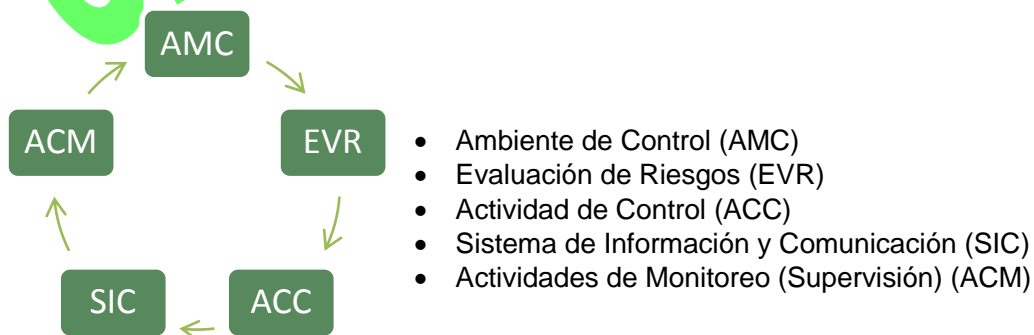 AMC
EVR
ACM
SIC
ACC
• Ambiente de Control (AMC)
• Evaluación de Riesgos (EVR)
• Actividad de Control (ACC)
• Sistema de Información y Comunicación (SIC)
• Actividades de Monitoreo (Supervisión) (ACM)